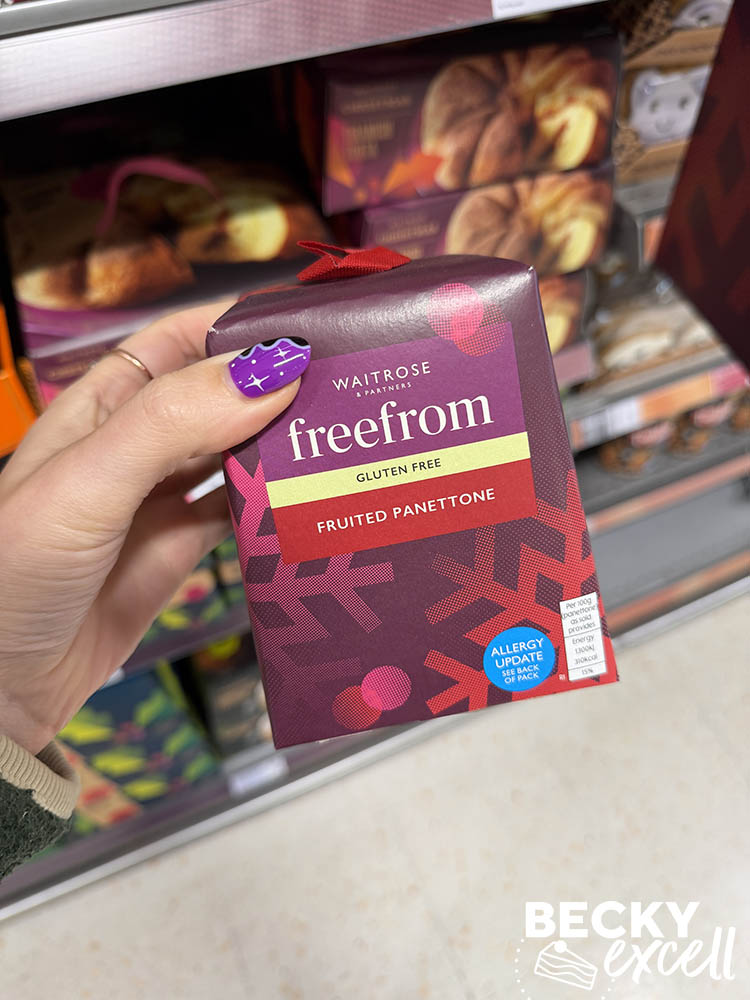 WAITROSE
& PARTNERS
freefrom
GLUTEN FREE
FRUITED PANETTONE
ALLERGY
UPDATE
SEE BACK
OF PACK
Per 100g
(panettone)
as sold
provides
Energy
1300kJ
310kcal
15%
RI
BECKY
excell